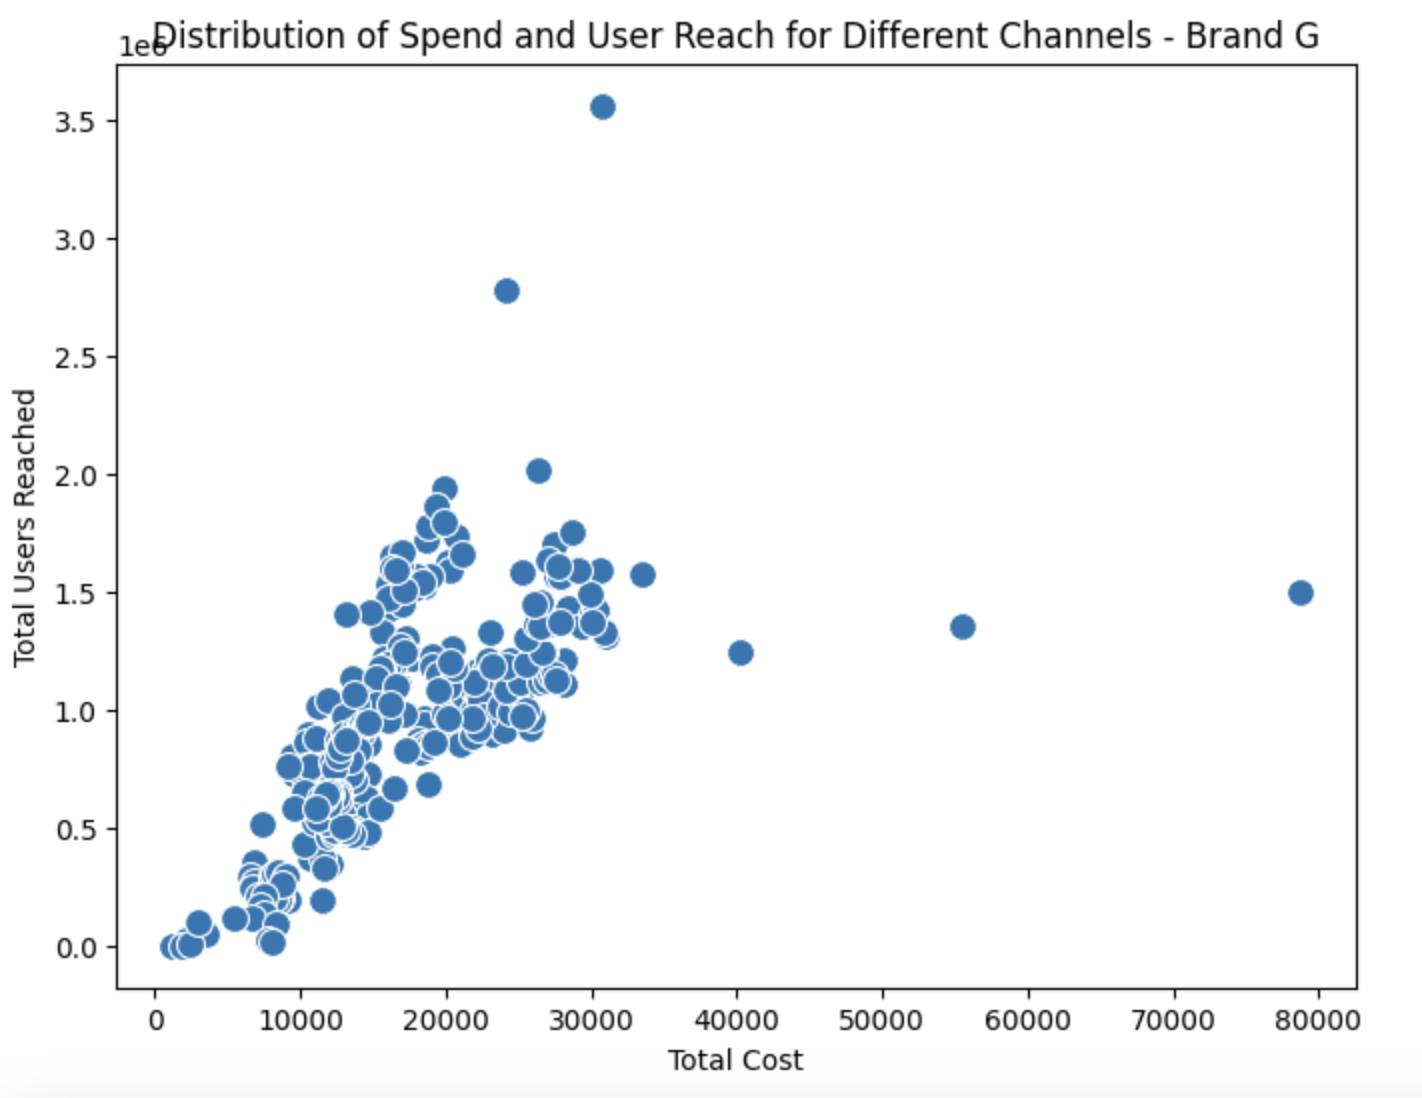 Distribution of Spend and User Reach for Different Channels - Brand G
1e6
3.5
3.0
2.5
2.0
1.5
1.0
0.5
0.0
Total Users Reached
0 10000 20000 30000 40000 50000 60000 70000 80000
Total Cost